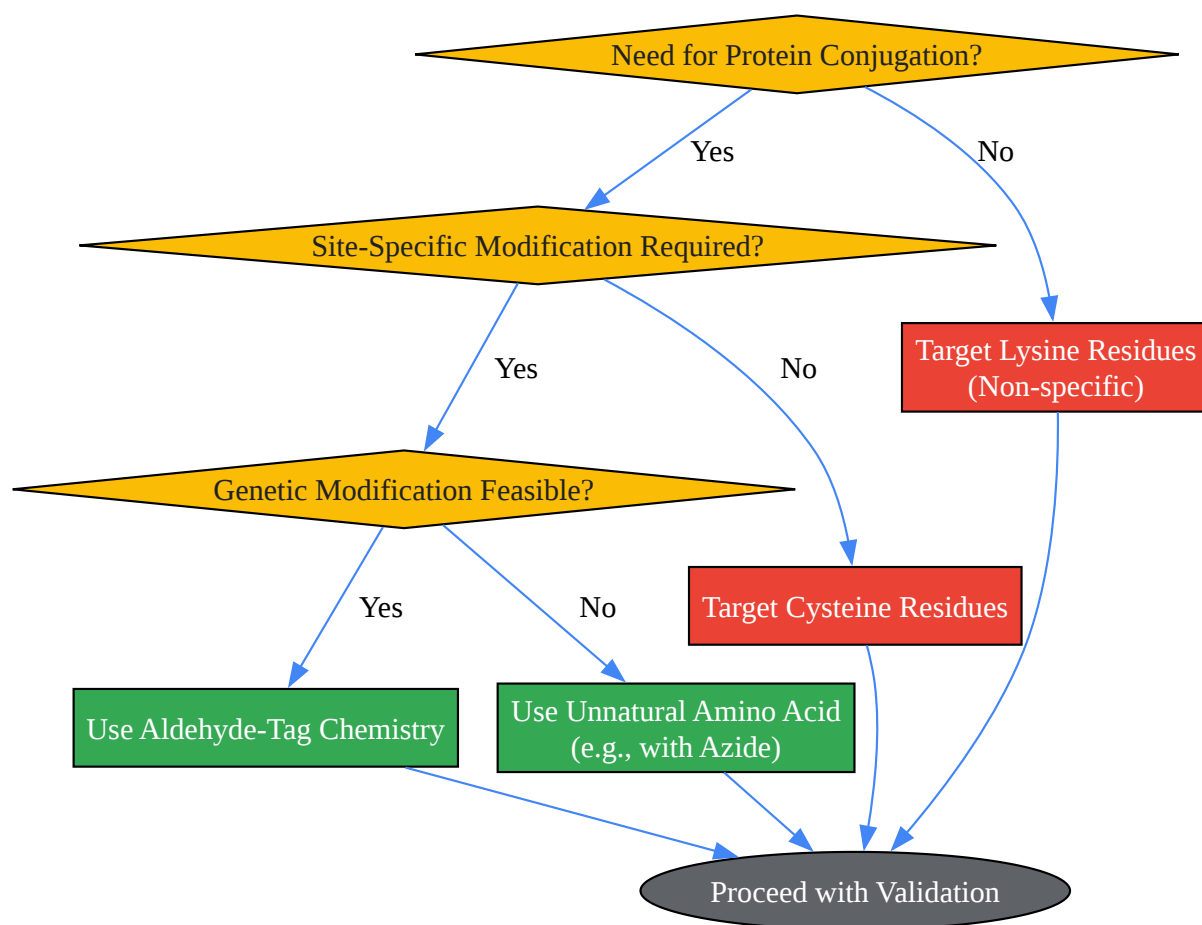 Need for Protein Conjugation?
Yes
No
Site-Specific Modification Required?
Target Lysine Residues
(Non-specific)
Yes
No
Genetic Modification Feasible?
Yes
No
Target Cysteine Residues
Use Aldehyde-Tag Chemistry
Use Unnatural Amino Acid
(e.g., with Azide)
Proceed with Validation